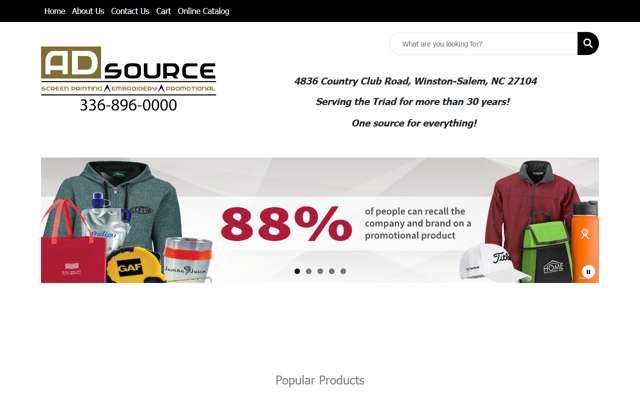 Home About Us Contact Us Cart Online Catalog
What are you looking for?
AD SOURCE
SCREEN PRINTING EMBROIDERY PROMOTIONAL
336-896-0000
4836 Country Club Road, Winston-Salem, NC 27104
Serving the Triad for more than 30 years!
One source for everything!
88%
of people can recall the
company and brand on a
promotional product
GAF
HOME
Popular Products